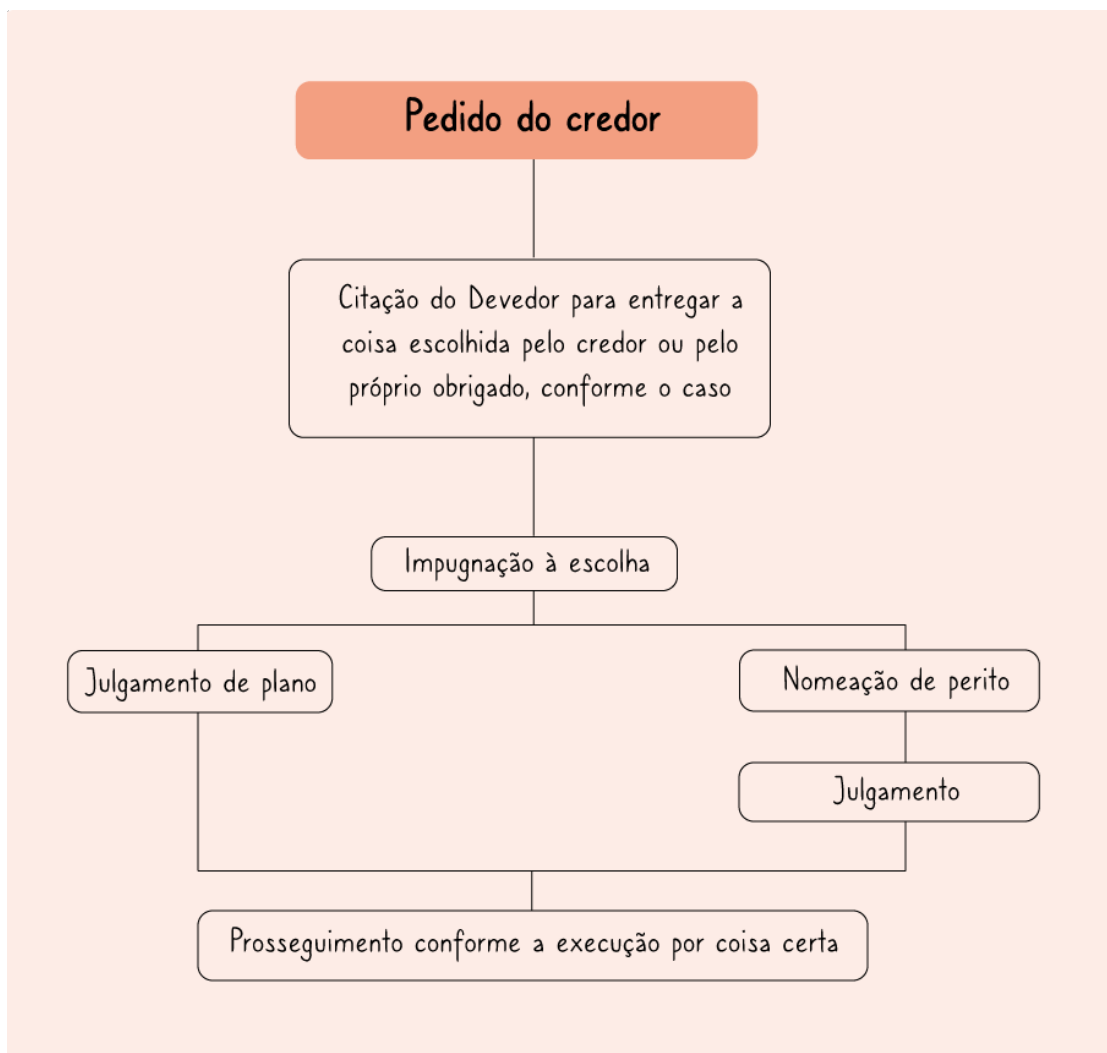 Pedido do credor
Citação do Devedor para entregar a
coisa escolhida pelo credor ou pelo
próprio obrigado, conforme o caso
Impugnação à escolha
Julgamento de plano
Nomeação de perito
Julgamento
Prosseguimento conforme a execução por coisa certa